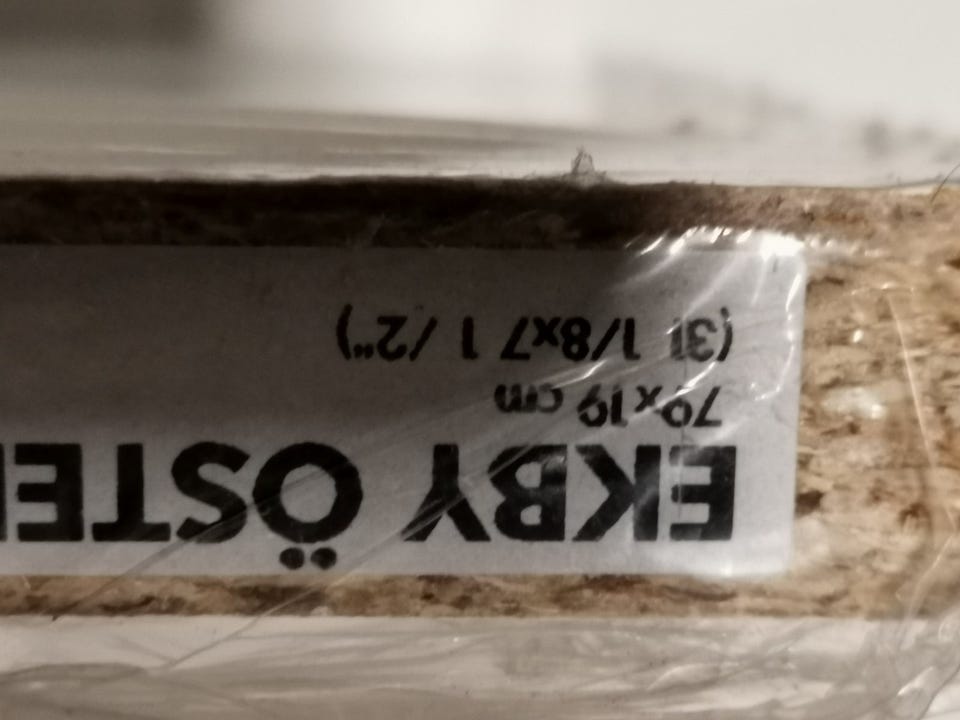 EKBY ÖSTE
79x19 cm
(31 1/8x7 1/2")